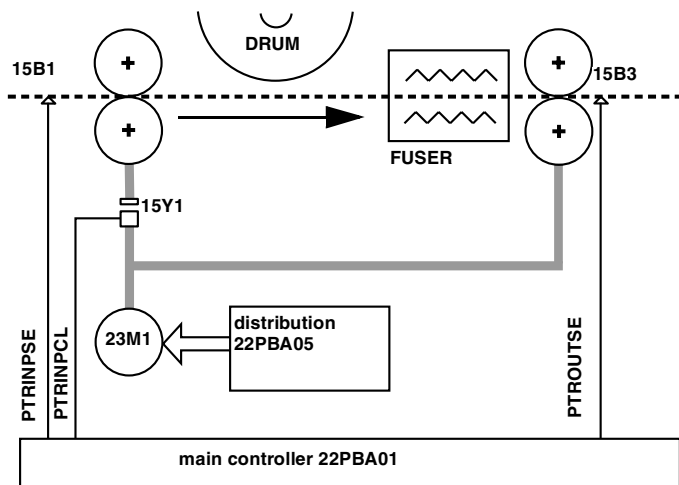 DRUM
15B1
15B3
FUSER
15Y1
23M1
distribution
22PBA05
PTRINPSE
PTRINPCL
PTROUTSE
main controller 22PBA01